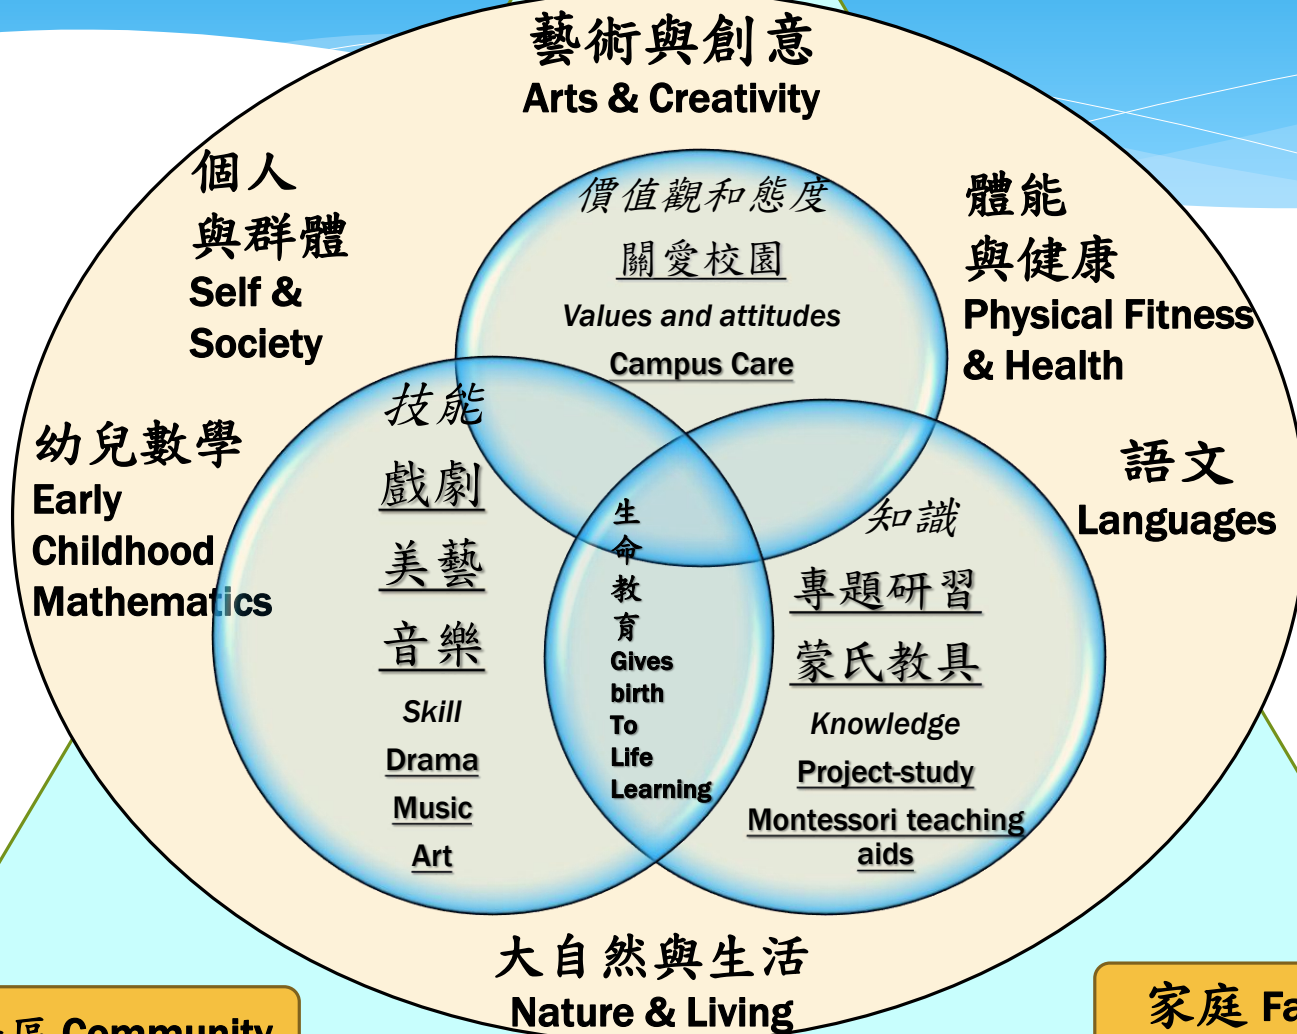 藝術與創意
Arts & Creativity
個人
與群體
Self &
Society
體能
與健康
Physical Fitness
& Health
幼兒數學
Early
Childhood
Mathematics
語文
Languages
價值觀和態度
關愛校園
Values and attitudes
Campus Care
技能
戲劇
美藝
音樂
Skill
Drama
Music
Art
生
命
教
育
Gives
birth
To
Life
Learning
知識
專題研習
蒙氏教具
Knowledge
Project-study
Montessori teaching
aids
大自然與生活
Nature & Living
區 Community
家庭 Fa